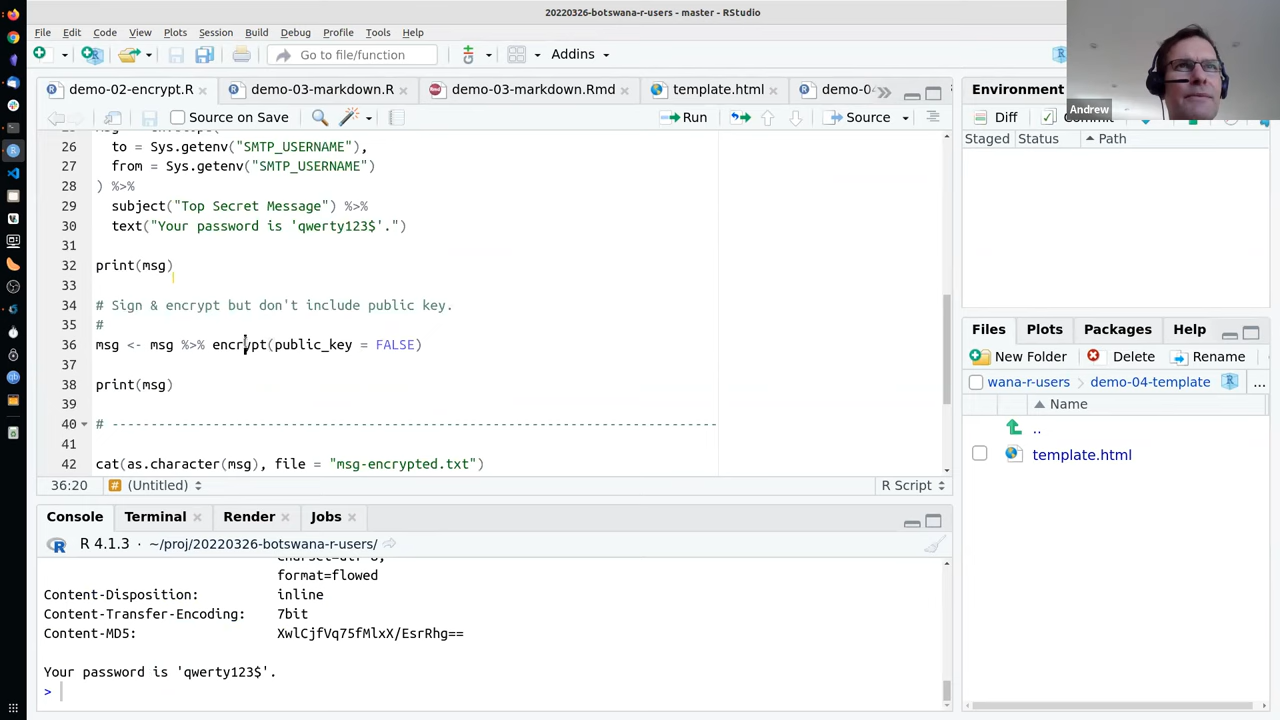 20220326-botswana-r-users - master - RStudio
File Edit Code View Plots Session Build Debug Profile Tools Help
Go to file/function
Addins
demo-02-encrypt.R
demo-03-markdown.R
demo-03-markdown.Rmd
template.html
demo-04
Source on Save
Run
Source
26 to = Sys.getenv("SMTP_USERNAME"),
27 from = Sys.getenv("SMTP_USERNAME")
28 ) %>%
29 subject("Top Secret Message") %>%
30 text("Your password is 'qwerty123$'.")
31
32 print(msg)
33
34 # Sign & encrypt but don't include public key.
35 #
36 msg <- msg %>% encrypt(public_key = FALSE)
37
38 print(msg)
39
40 # ------------------------------------------------------------------------------
41
42 cat(as.character(msg), file = "msg-encrypted.txt")
36:20 # (Untitled) R Script
Console Terminal Render Jobs
R 4.1.3 · ~/proj/20220326-botswana-r-users/
format=flowed
Content-Disposition: inline
Content-Transfer-Encoding: 7bit
Content-MD5: XwlCjfVq75fMlxX/EsrRhg==
Your password is 'qwerty123$'.
>
Environment
Andrew
Diff
Staged Status Path
Files Plots Packages Help
New Folder Delete Rename
wana-r-users demo-04-template ...
Name
..
template.html